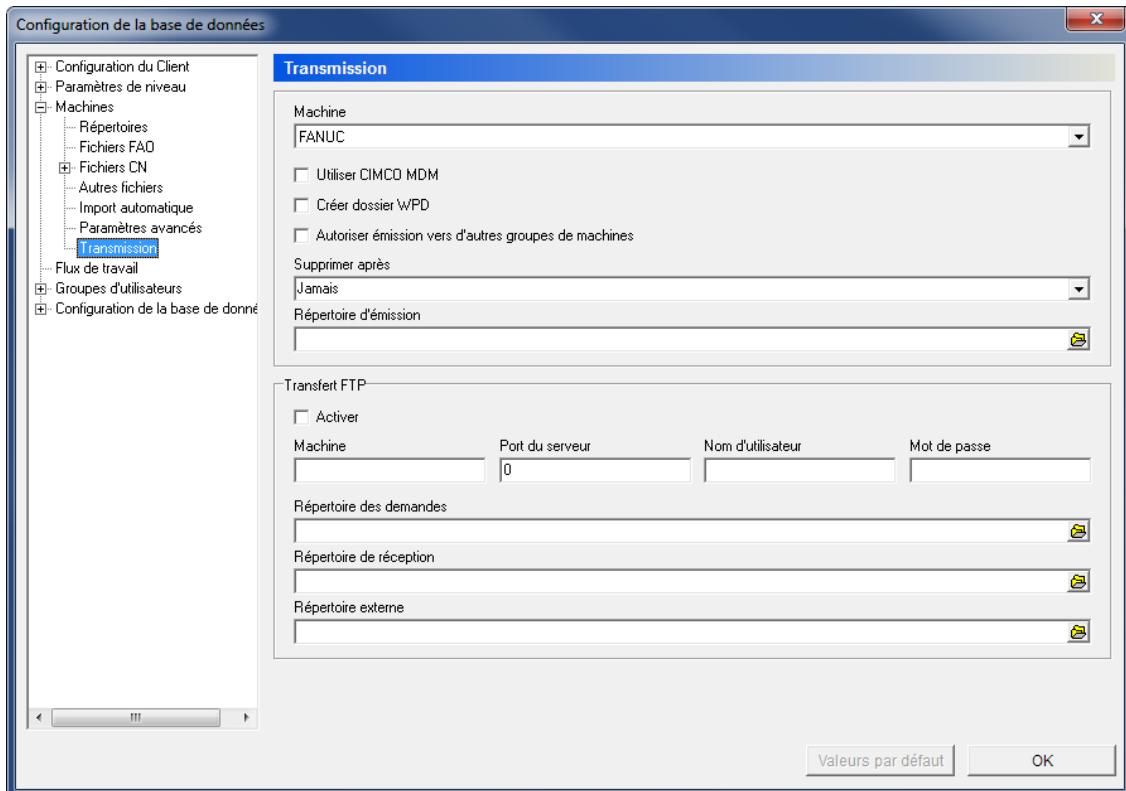 Configuration de la base de données
Configuration du Client
Paramètres de niveau
Machines
Répertoires
Fichiers FAO
Fichiers CN
Autres fichiers
Import automatique
Paramètres avancés
Transmission
Flux de travail
Groupes d'utilisateurs
Configuration de la base de donné
Transmission
Machine
FANUC
Utiliser CIMCO MDM
Créer dossier WPD
Autoriser émission vers d'autres groupes de machines
Supprimer après
Jamais
Répertoire d'émission
Transfert FTP
Activer
Machine Port du serveur Nom d'utilisateur Mot de passe
0
Répertoire des demandes
Répertoire de réception
Répertoire externe
Valeurs par défaut OK